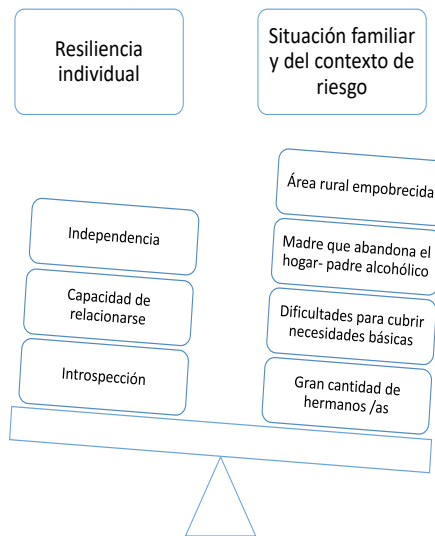 Resiliencia
individual
Situación familiar
y del contexto de
riesgo
Independencia
Capacidad de
relacionarse
Introspección
Área rural empobrecida
Madre que abandona el
hogar- padre alcohólico
Dificultades para cubrir
necesidades básicas
Gran cantidad de
hermanos /as